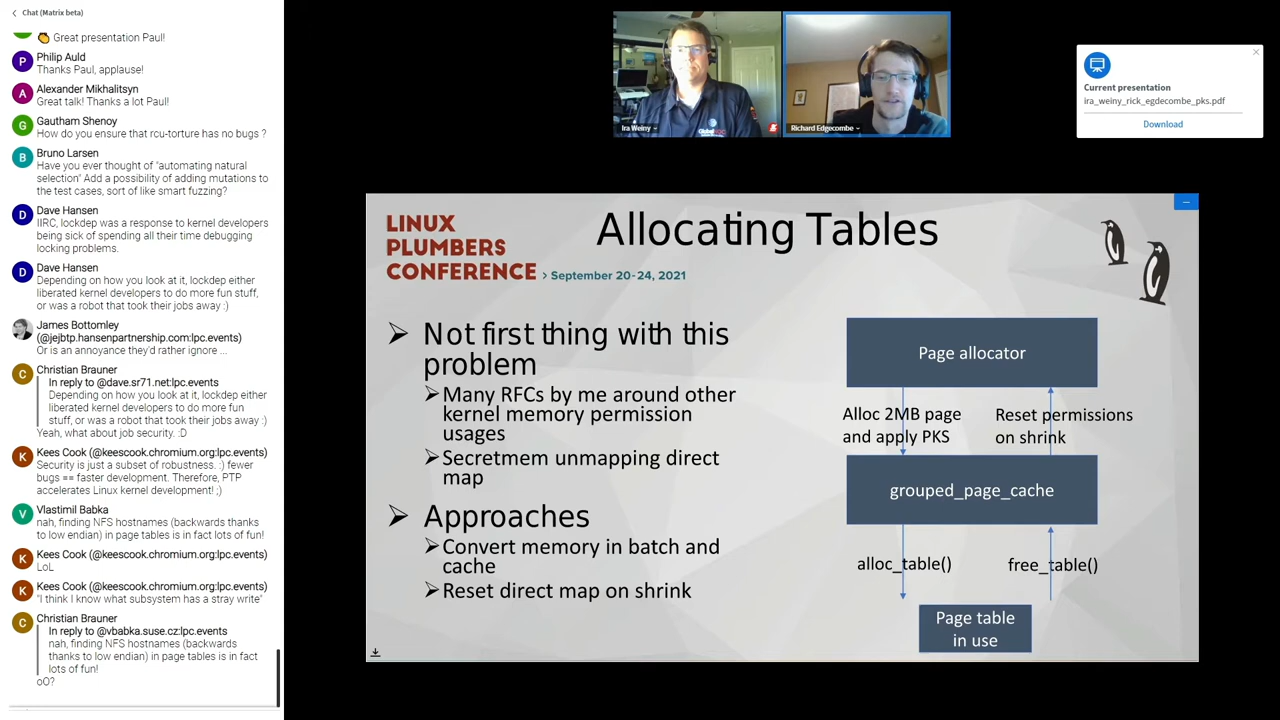 Chat (Matrix beta)
👏 Great presentation Paul!
P
Philip Auld
Thanks Paul, applause!
A
Alexander Mikhalitsyn
Great talk! Thanks a lot Paul!
G
Gautham Shenoy
How do you ensure that rcu-torture has no bugs ?
B
Bruno Larsen
Have you ever thought of "automating natural
selection" Add a possibility of adding mutations to
the test cases, sort of like smart fuzzing?
D
Dave Hansen
IIRC, lockdep was a response to kernel developers
being sick of spending all their time debugging
locking problems.
D
Dave Hansen
Depending on how you look at it, lockdep either
liberated kernel developers to do more fun stuff,
or was a robot that took their jobs away :)
James Bottomley
(@jejbtp.hansenpartnership.com:lpc.events)
Or is an annoyance they'd rather ignore ...
C
Christian Brauner
In reply to @dave.sr71.net:lpc.events
Depending on how you look at it, lockdep either
liberated kernel developers to do more fun
stuff, or was a robot that took their jobs away :)
Yeah, what about job security. :D
K
Kees Cook (@keescook.chromium.org:lpc.events)
Security is just a subset of robustness. :) fewer
bugs == faster development. Therefore, PTP
accelerates Linux kernel development! ;)
V
Vlastimil Babka
nah, finding NFS hostnames (backwards thanks
to low endian) in page tables is in fact lots of fun!
K
Kees Cook (@keescook.chromium.org:lpc.events)
LoL
K
Kees Cook (@keescook.chromium.org:lpc.events)
"I think I know what subsystem has a stray write"
C
Christian Brauner
In reply to @vbabka.suse.cz:lpc.events
nah, finding NFS hostnames (backwards
thanks to low endian) in page tables is in fact
lots of fun!
oO?
Ira Weiny
Richard Edgecombe
Current presentation
ira_weiny_rick_egdecombe_pks.pdf
Download
LINUX
PLUMBERS
CONFERENCE > September 20-24, 2021
Allocating Tables
➢ Not first thing with this
problem
➢Many RFCs by me around other
kernel memory permission
usages
➢Secretmem unmapping direct
map
➢ Approaches
➢Convert memory in batch and
cache
➢Reset direct map on shrink
Page allocator
Alloc 2MB page
and apply PKS
Reset permissions
on shrink
grouped_page_cache
alloc_table()
free_table()
Page table
in use